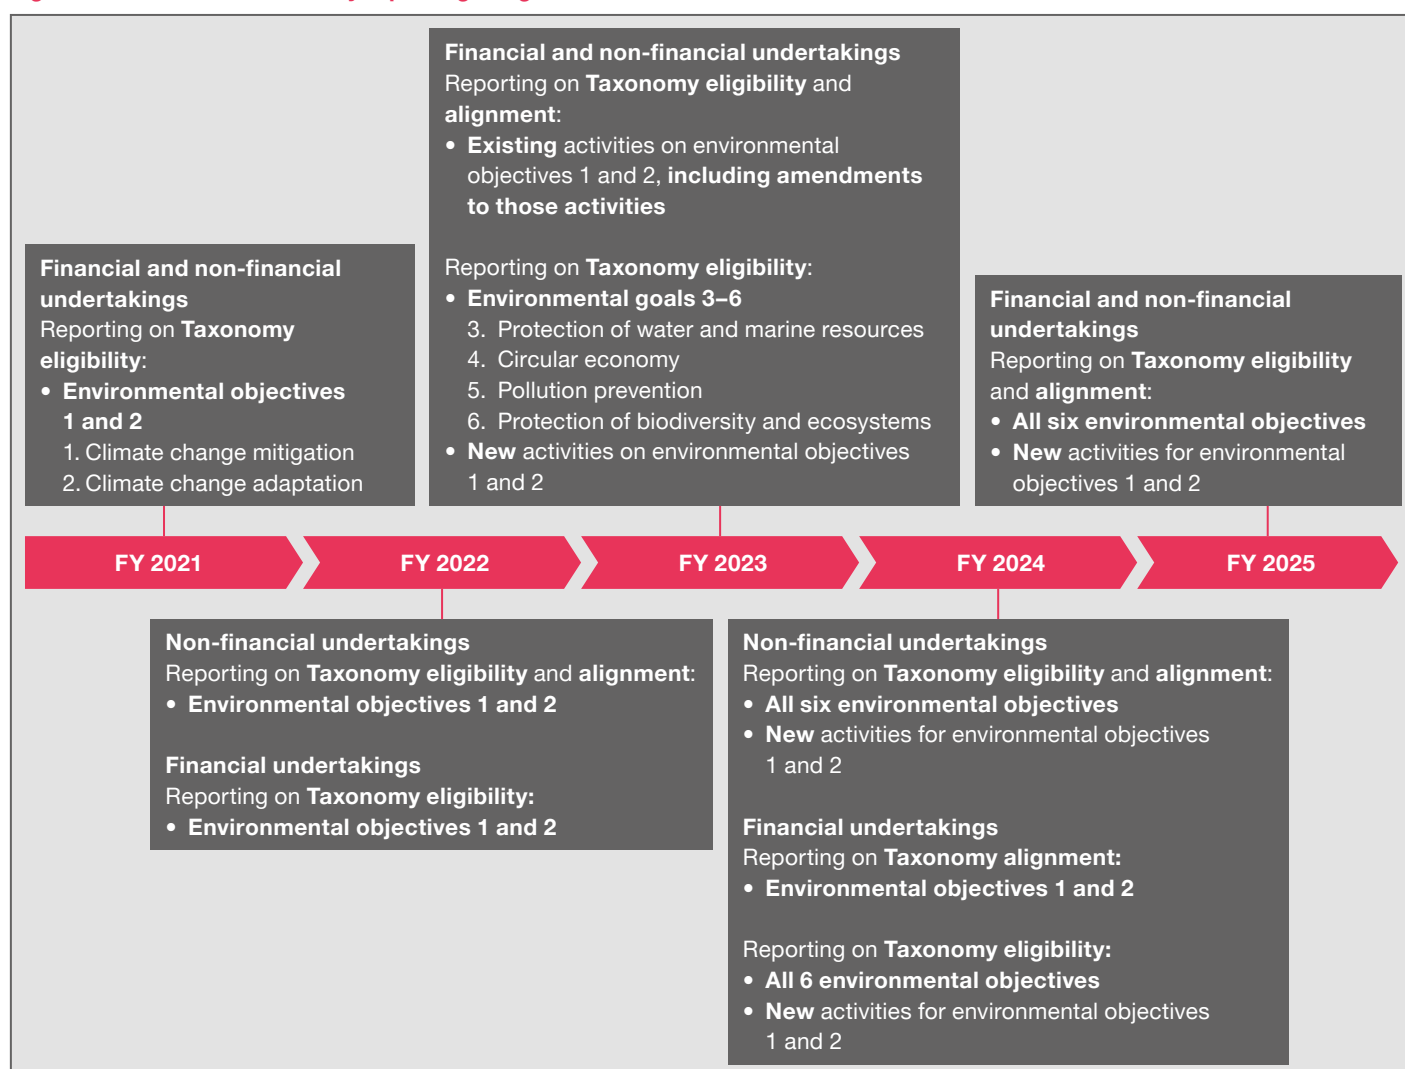 Financial and non-financial undertakings
Reporting on Taxonomy eligibility and
alignment:
• Existing activities on environmental
objectives 1 and 2, including amendments
to those activities
Reporting on Taxonomy eligibility:
• Environmental goals 3–6
3. Protection of water and marine resources
4. Circular economy
5. Pollution prevention
6. Protection of biodiversity and ecosystems
• New activities on environmental objectives
1 and 2
Financial and non-financial
undertakings
Reporting on Taxonomy
eligibility:
• Environmental objectives
1 and 2
1. Climate change mitigation
2. Climate change adaptation
Financial and non-financial
undertakings
Reporting on Taxonomy eligibility
and alignment:
• All six environmental objectives
• New activities for environmental
objectives 1 and 2
FY 2021
FY 2022
FY 2023
FY 2024
FY 2025
Non-financial undertakings
Reporting on Taxonomy eligibility and alignment:
• Environmental objectives 1 and 2
Financial undertakings
Reporting on Taxonomy eligibility:
• Environmental objectives 1 and 2
Non-financial undertakings
Reporting on Taxonomy eligibility and alignment:
• All six environmental objectives
• New activities for environmental objectives
1 and 2
Financial undertakings
Reporting on Taxonomy alignment:
• Environmental objectives 1 and 2
Reporting on Taxonomy eligibility:
• All 6 environmental objectives
• New activities for environmental objectives
1 and 2